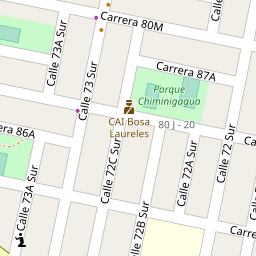 Carrera 80M
Calle 73A Sur
Carrera 87A
Calle 73 Sur
Parque
Chiminigagua
CAI Bosa
Laureles
80 J - 20
Carrera 86A
Calle 72 Sur
Calle 72C Sur
Calle 72A Sur
Calle 73A Sur
Calle 72B Sur
Carrer